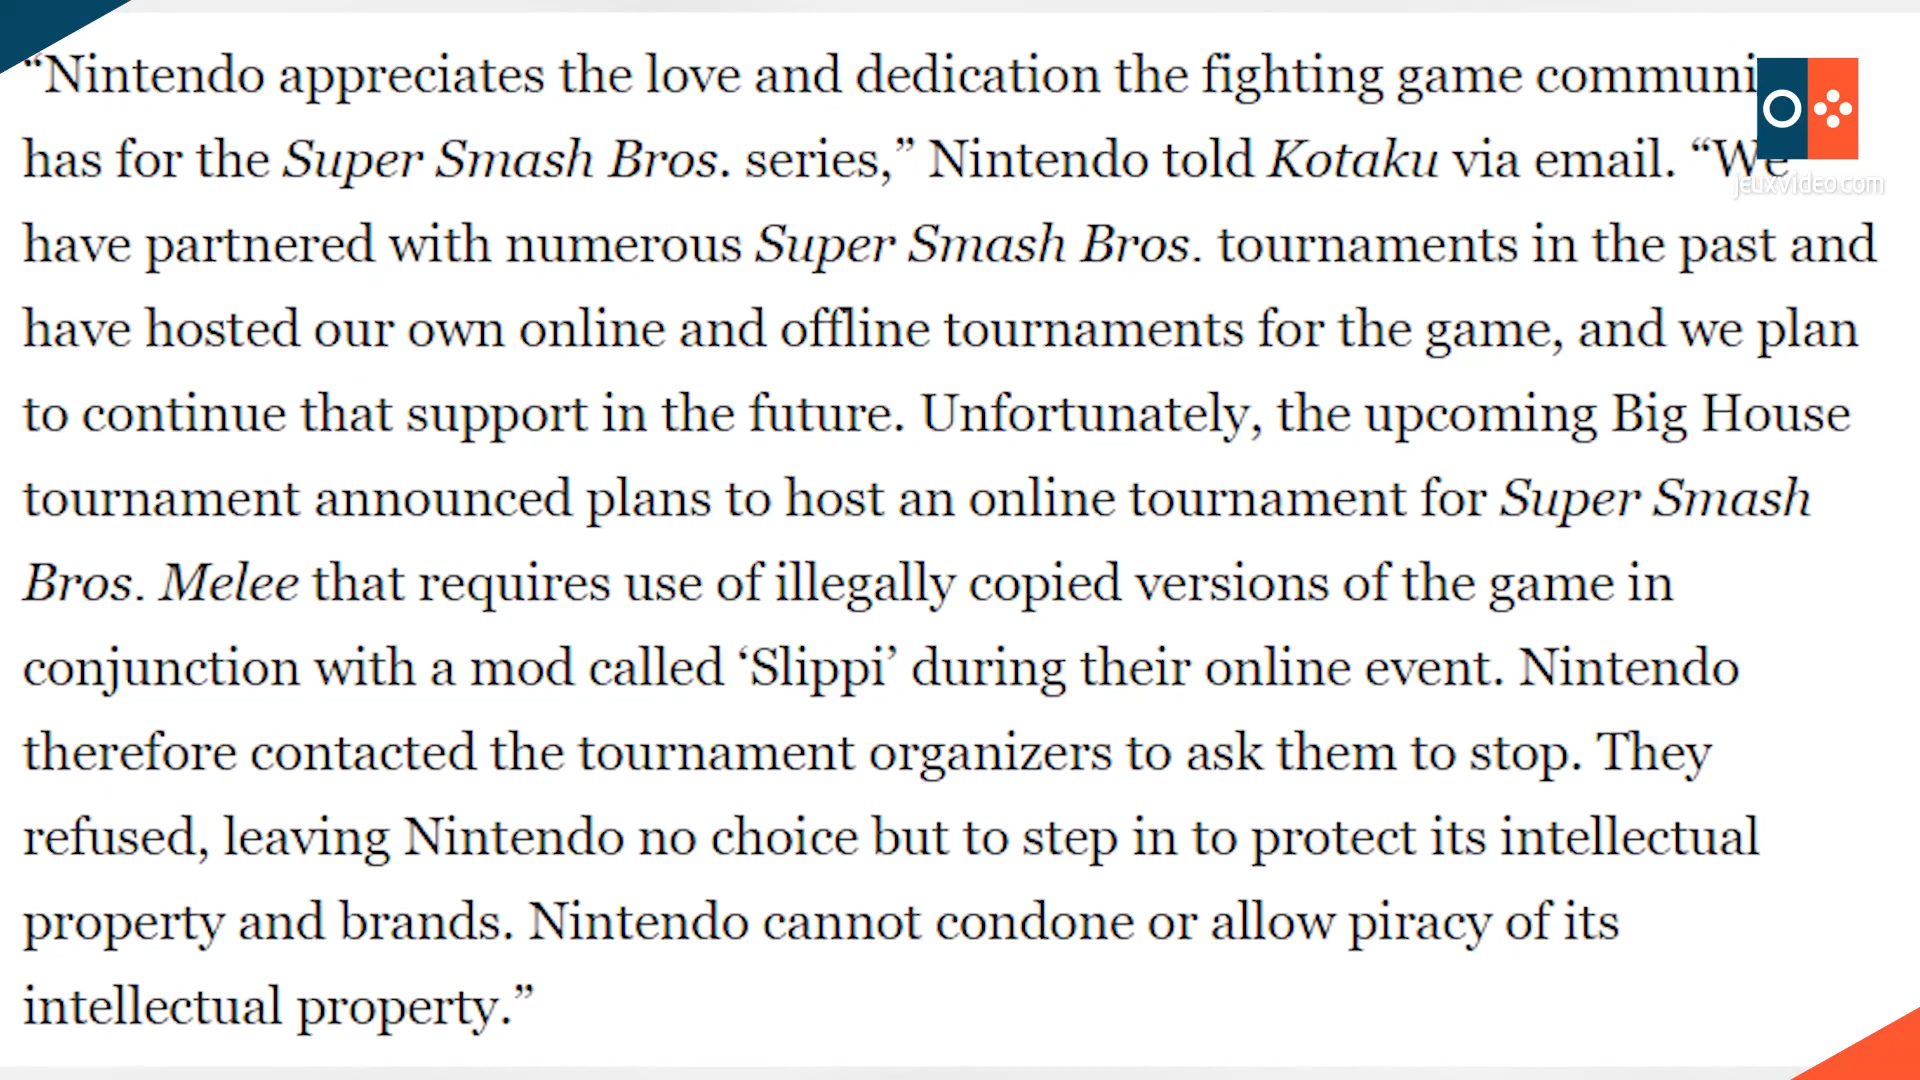 “Nintendo appreciates the love and dedication the fighting game communi
has for the Super Smash Bros. series,” Nintendo told Kotaku via email. “We
jeuxvideo.com
have partnered with numerous Super Smash Bros. tournaments in the past and
have hosted our own online and offline tournaments for the game, and we plan
to continue that support in the future. Unfortunately, the upcoming Big House
tournament announced plans to host an online tournament for Super Smash
Bros. Melee that requires use of illegally copied versions of the game in
conjunction with a mod called ‘Slippi’ during their online event. Nintendo
therefore contacted the tournament organizers to ask them to stop. They
refused, leaving Nintendo no choice but to step in to protect its intellectual
property and brands. Nintendo cannot condone or allow piracy of its
intellectual property.”